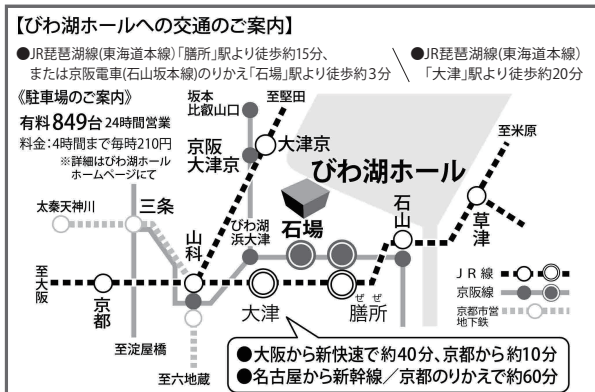 【びわ湖ホールへの交通のご案内】
●JR琵琶湖線(東海道本線)「膳所」駅より徒歩約15分、
または京阪電車(石山坂本線)のりかえ「石場」駅より徒歩約3分
●JR琵琶湖線(東海道本線)
「大津」駅より徒歩約20分
《駐車場のご案内》
有料849台 24時間営業
料金:4時間まで毎時210円
※詳細はびわ湖ホール
ホームページにて
坂本
比叡山口
至堅田
京阪
大津京
大津京
びわ湖ホール
至米原
太秦天神川
三条
山科
びわ湖
浜大津
石場
石山
草津
至大阪
京都
大津
ぜぜ
膳所
JR線
京阪線
京都市営
地下鉄
至淀屋橋
至六地蔵
●大阪から新快速で約40分、京都から約10分
●名古屋から新幹線/京都のりかえで約60分